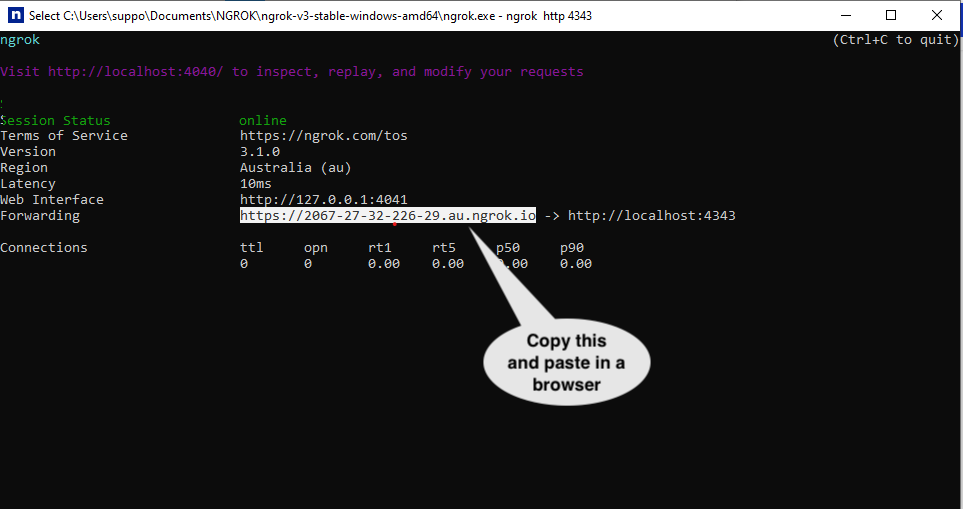 n Select C:\Users\suppo\Documents\NGROK\ngrok-v3-stable-windows-amd64\ngrok.exe - ngrok http 4343
ngrok (Ctrl+C to quit)
Visit http://localhost:4040/ to inspect, replay, and modify your requests
Session Status online
Terms of Service https://ngrok.com/tos
Version 3.1.0
Region Australia (au)
Latency 10ms
Web Interface http://127.0.0.1:4041
Forwarding https://2067-27-32-226-29.au.ngrok.io -> http://localhost:4343
Connections ttl opn rt1 rt5 p50 p90
0 0 0.00 0.00 .00 0.00
Copy this
and paste in a
browser